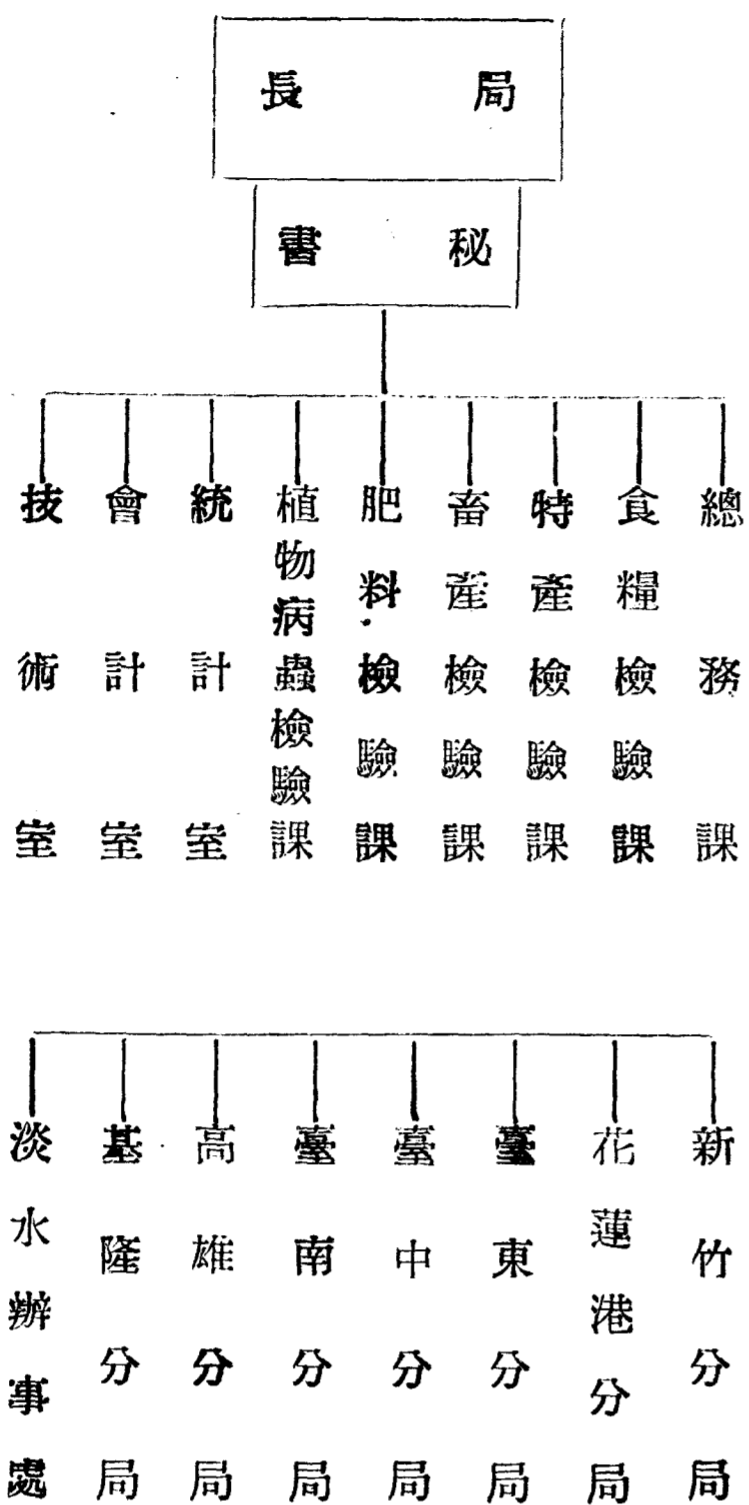 局長
秘書
總務課
食糧檢驗課
特產檢驗課
畜產檢驗課
肥料檢驗課
植物病蟲檢驗課
統計室
會計室
技術室
新竹分局
花蓮港分局
臺東分局
臺中分局
臺南分局
高雄分局
基隆分局
淡水辦事處